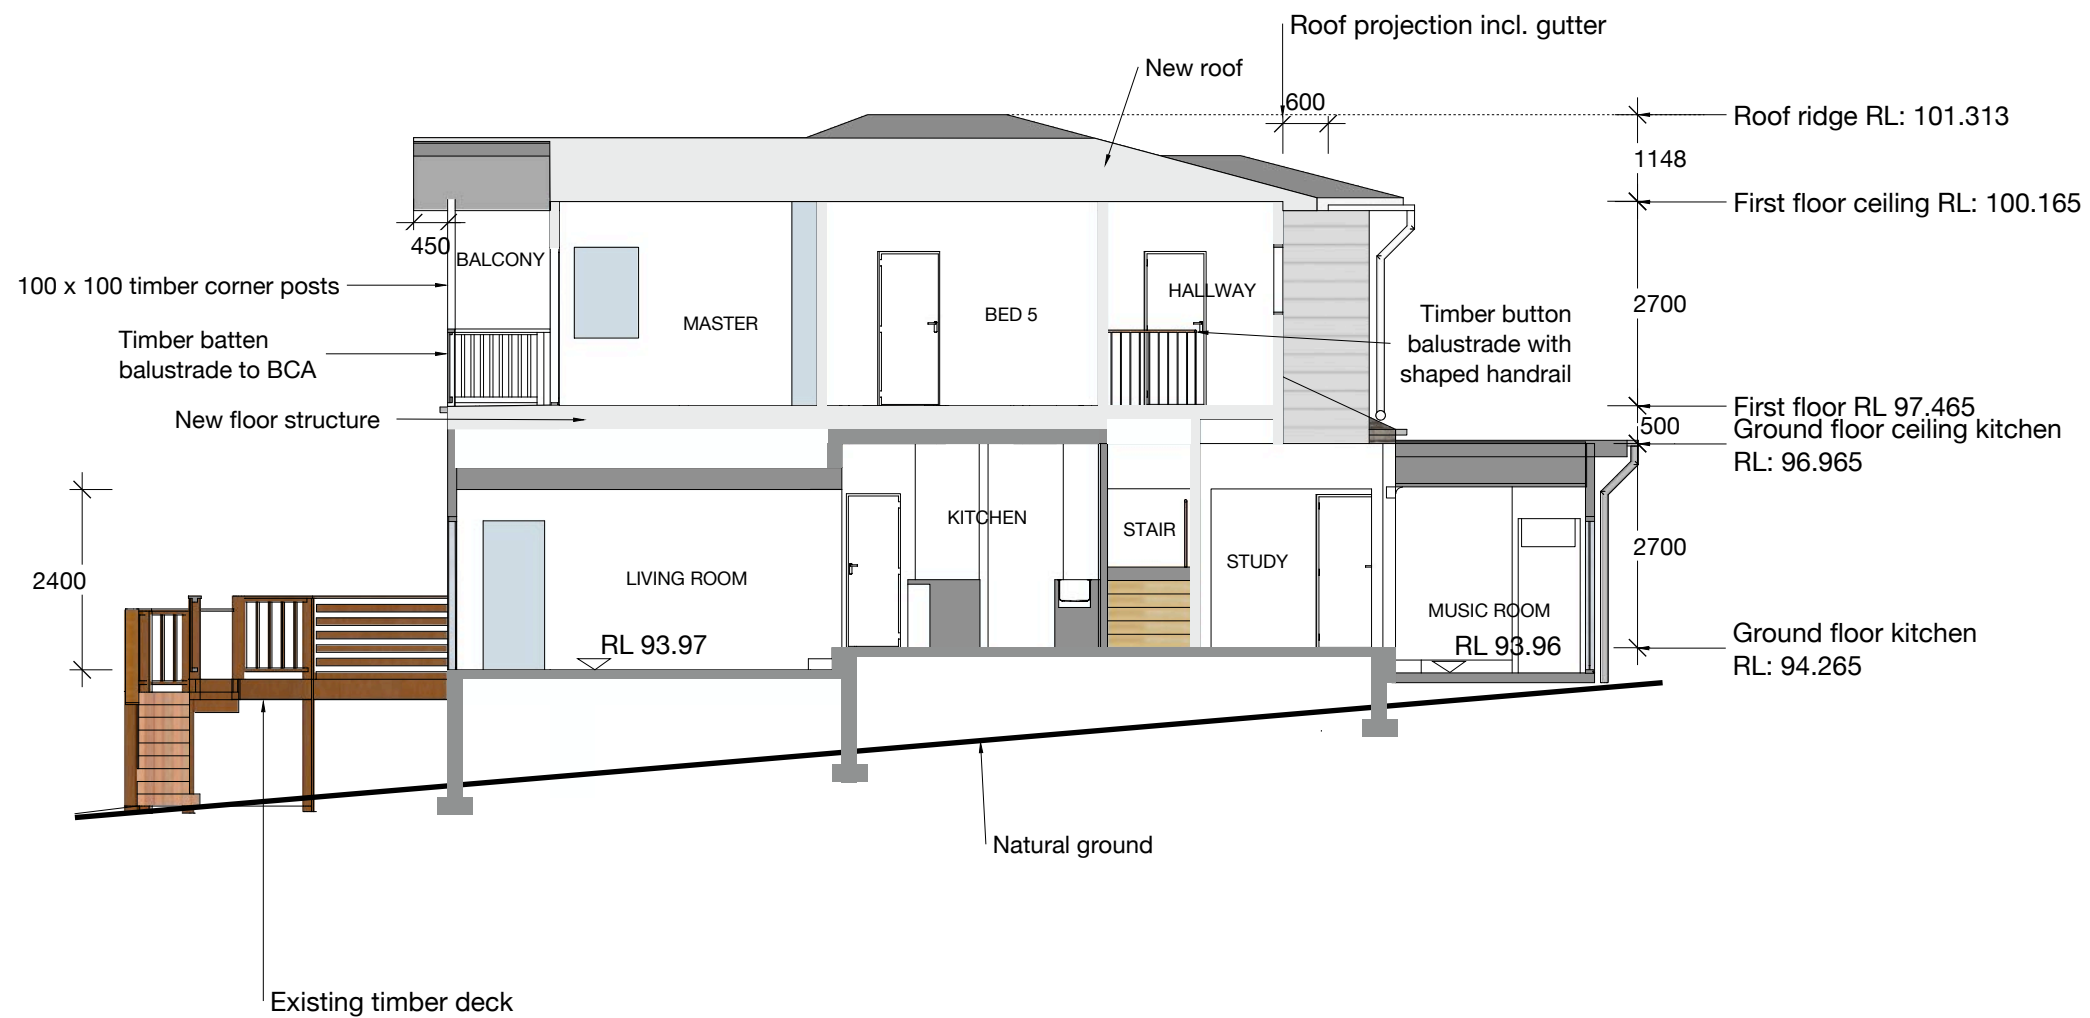 Roof projection incl. gutter
New roof
600
Roof ridge RL: 101.313
1148
First floor ceiling RL: 100.165
450
BALCONY
100 x 100 timber corner posts
HALLWAY
2700
Timber batten
balustrade to BCA
MASTER
BED 5
Timber button
balustrade with
shaped handrail
New floor structure
First floor RL 97.465
500
Ground floor ceiling kitchen
RL: 96.965
KITCHEN
STAIR
2700
STUDY
2400
LIVING ROOM
MUSIC ROOM
RL 93.97
RL 93.96
Ground floor kitchen
RL: 94.265
Natural ground
Existing timber deck